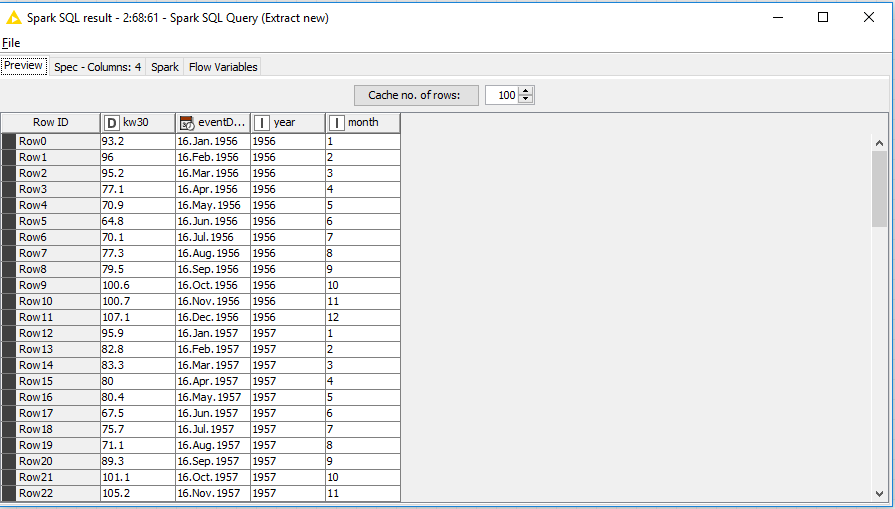 Spark SQL result - 2:68:61 - Spark SQL Query (Extract new)
File
Preview Spec - Columns: 4 Spark Flow Variables
Cache no. of rows: 100
Row ID D kw30 eventD... I year I month
Row0 93.2 16.Jan.1956 1956 1
Row1 96 16.Feb.1956 1956 2
Row2 95.2 16.Mar.1956 1956 3
Row3 77.1 16.Apr.1956 1956 4
Row4 70.9 16.May.1956 1956 5
Row5 64.8 16.Jun.1956 1956 6
Row6 70.1 16.Jul.1956 1956 7
Row7 77.3 16.Aug.1956 1956 8
Row8 79.5 16.Sep.1956 1956 9
Row9 100.6 16.Oct.1956 1956 10
Row10 100.7 16.Nov.1956 1956 11
Row11 107.1 16.Dec.1956 1956 12
Row12 95.9 16.Jan.1957 1957 1
Row13 82.8 16.Feb.1957 1957 2
Row14 83.3 16.Mar.1957 1957 3
Row15 80 16.Apr.1957 1957 4
Row16 80.4 16.May.1957 1957 5
Row17 67.5 16.Jun.1957 1957 6
Row18 75.7 16.Jul.1957 1957 7
Row19 71.1 16.Aug.1957 1957 8
Row20 89.3 16.Sep.1957 1957 9
Row21 101.1 16.Oct.1957 1957 10
Row22 105.2 16.Nov.1957 1957 11